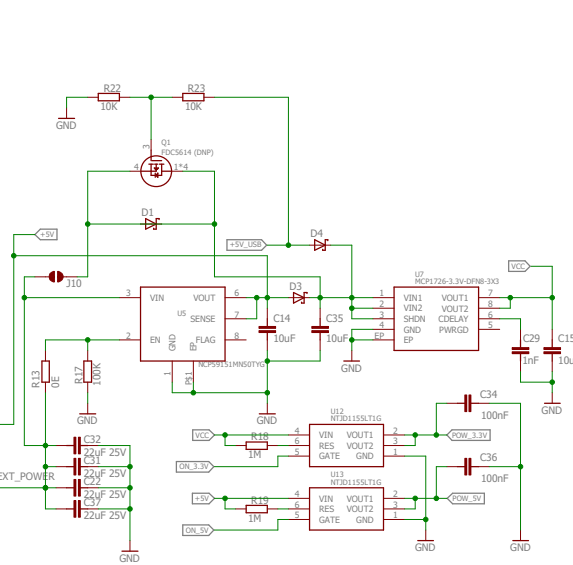 R22
R23
10K
10K
GND
3
Q1
FDC5614 (DNP)
4
1*4
D1
+5V
+5V_USB
D4
VCC
J10
U7
MCP1726-3.3V-DFN8-3X3
3
VIN
VOUT
6
U5
SENSE
7
2
EN
FLAG
8
GND
EP
NCP59151MN50TYG
1
PS1
D3
C14
10uF
C35
10uF
1
VIN1
VOUT1
7
2
VIN2
VOUT2
8
3
SHDN
CDELAY
6
4
GND
PWRGD
5
EP
EP
GND
C29
1nF
C15
10u
GND
R13
0E
R17
100K
GND
GND
C32
22uF 25V
C31
22uF 25V
EXT_POWER
C22
22uF 25V
C37
22uF 25V
GND
U12
NTJD1155LT1G
VCC
R18
1M
ON_3.3V
4
VIN
VOUT1
2
6
RES
VOUT2
3
5
GATE
GND
1
C34
100nF
POW_3.3V
U13
NTJD1155LT1G
+5V
R19
1M
ON_5V
4
VIN
VOUT1
2
6
RES
VOUT2
3
5
GATE
GND
1
C36
100nF
POW_5V
GND
GND